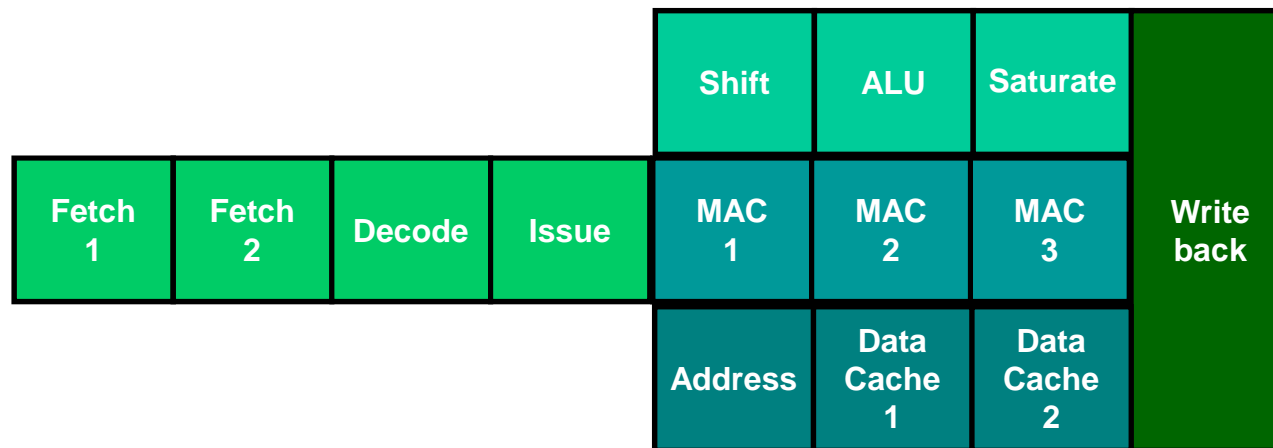 Shift
ALU
Saturate
Fetch
1
Fetch
2
Decode
Issue
MAC
1
MAC
2
MAC
3
Write
back
Address
Data
Cache
1
Data
Cache
2